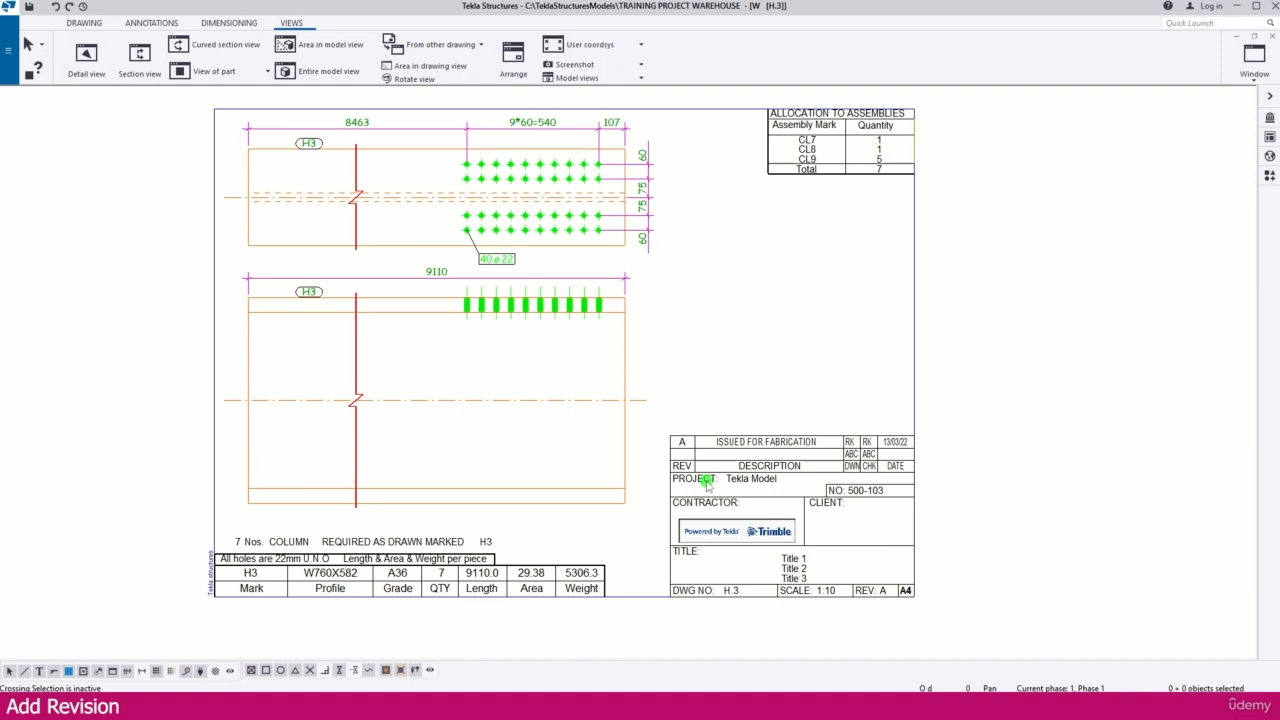 Tekla Structures - C:\TeklaStructuresModels\TRAINING PROJECT WAREHOUSE - [W [H.3]]
Log in
DRAWING ANNOTATIONS DIMENSIONING VIEWS
Quick Launch
Detail view
Section view
Curved section view
View of part
Area in model view
Entire model view
From other drawing
Area in drawing view
Rotate view
Arrange
User coordsys
Screenshot
Model views
Window
8463 9*60=540 107
H3
60
75
75
60
40 ø 22
9110
H3
ALLOCATION TO ASSEMBLIES
Assembly Mark Quantity
CL7 1
CL8 1
CL9 5
Total 7
A ISSUED FOR FABRICATION RK RK 13/03/22
ABC ABC
REV DESCRIPTION DWN CHK DATE
PROJECT: Tekla Model
NO: 500-103
CONTRACTOR: CLIENT:
Powered by Tekla Trimble
TITLE:
Title 1
Title 2
Title 3
DWG NO: H.3 SCALE: 1:10 REV: A A4
7 Nos. COLUMN REQUIRED AS DRAWN MARKED H3
All holes are 22mm U.N.O Length & Area & Weight per piece
H3 W760X582 A36 7 9110.0 29.38 5306.3
Mark Profile Grade QTY Length Area Weight
Tekla structures
Crossing Selection is inactive
O d 0 Pan Current phase: 1, Phase 1 0 + 0 objects selected
Add Revision
ûdemy